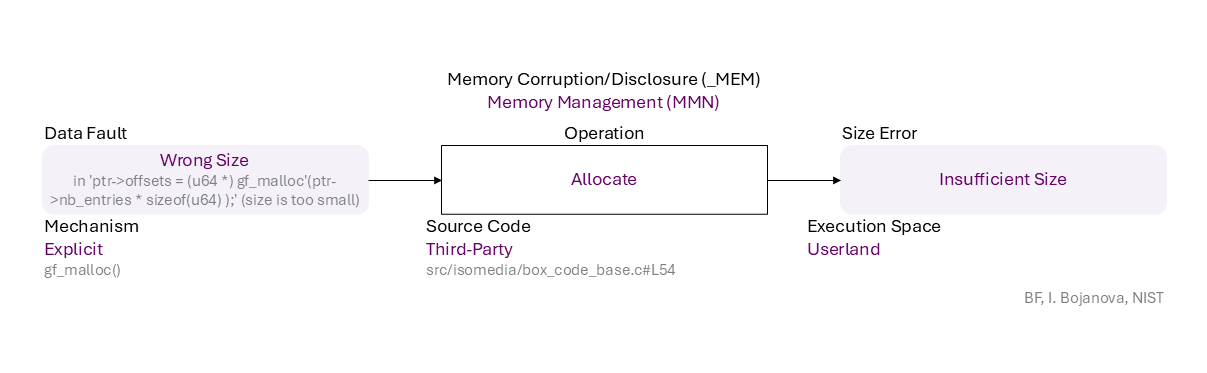 Memory Corruption/Disclosure (_MEM)
Memory Management (MMN)
Data Fault
Operation
Size Error
Wrong Size
in 'ptr->offsets = (u64 *) gf_malloc'(ptr-
>nb_entries * sizeof(u64) );' (size is too small)
Allocate
Insufficient Size
Mechanism
Explicit
gf_malloc()
Source Code
Third-Party
src/isomedia/box_code_base.c#L54
Execution Space
Userland
BF, I. Bojanova, NIST